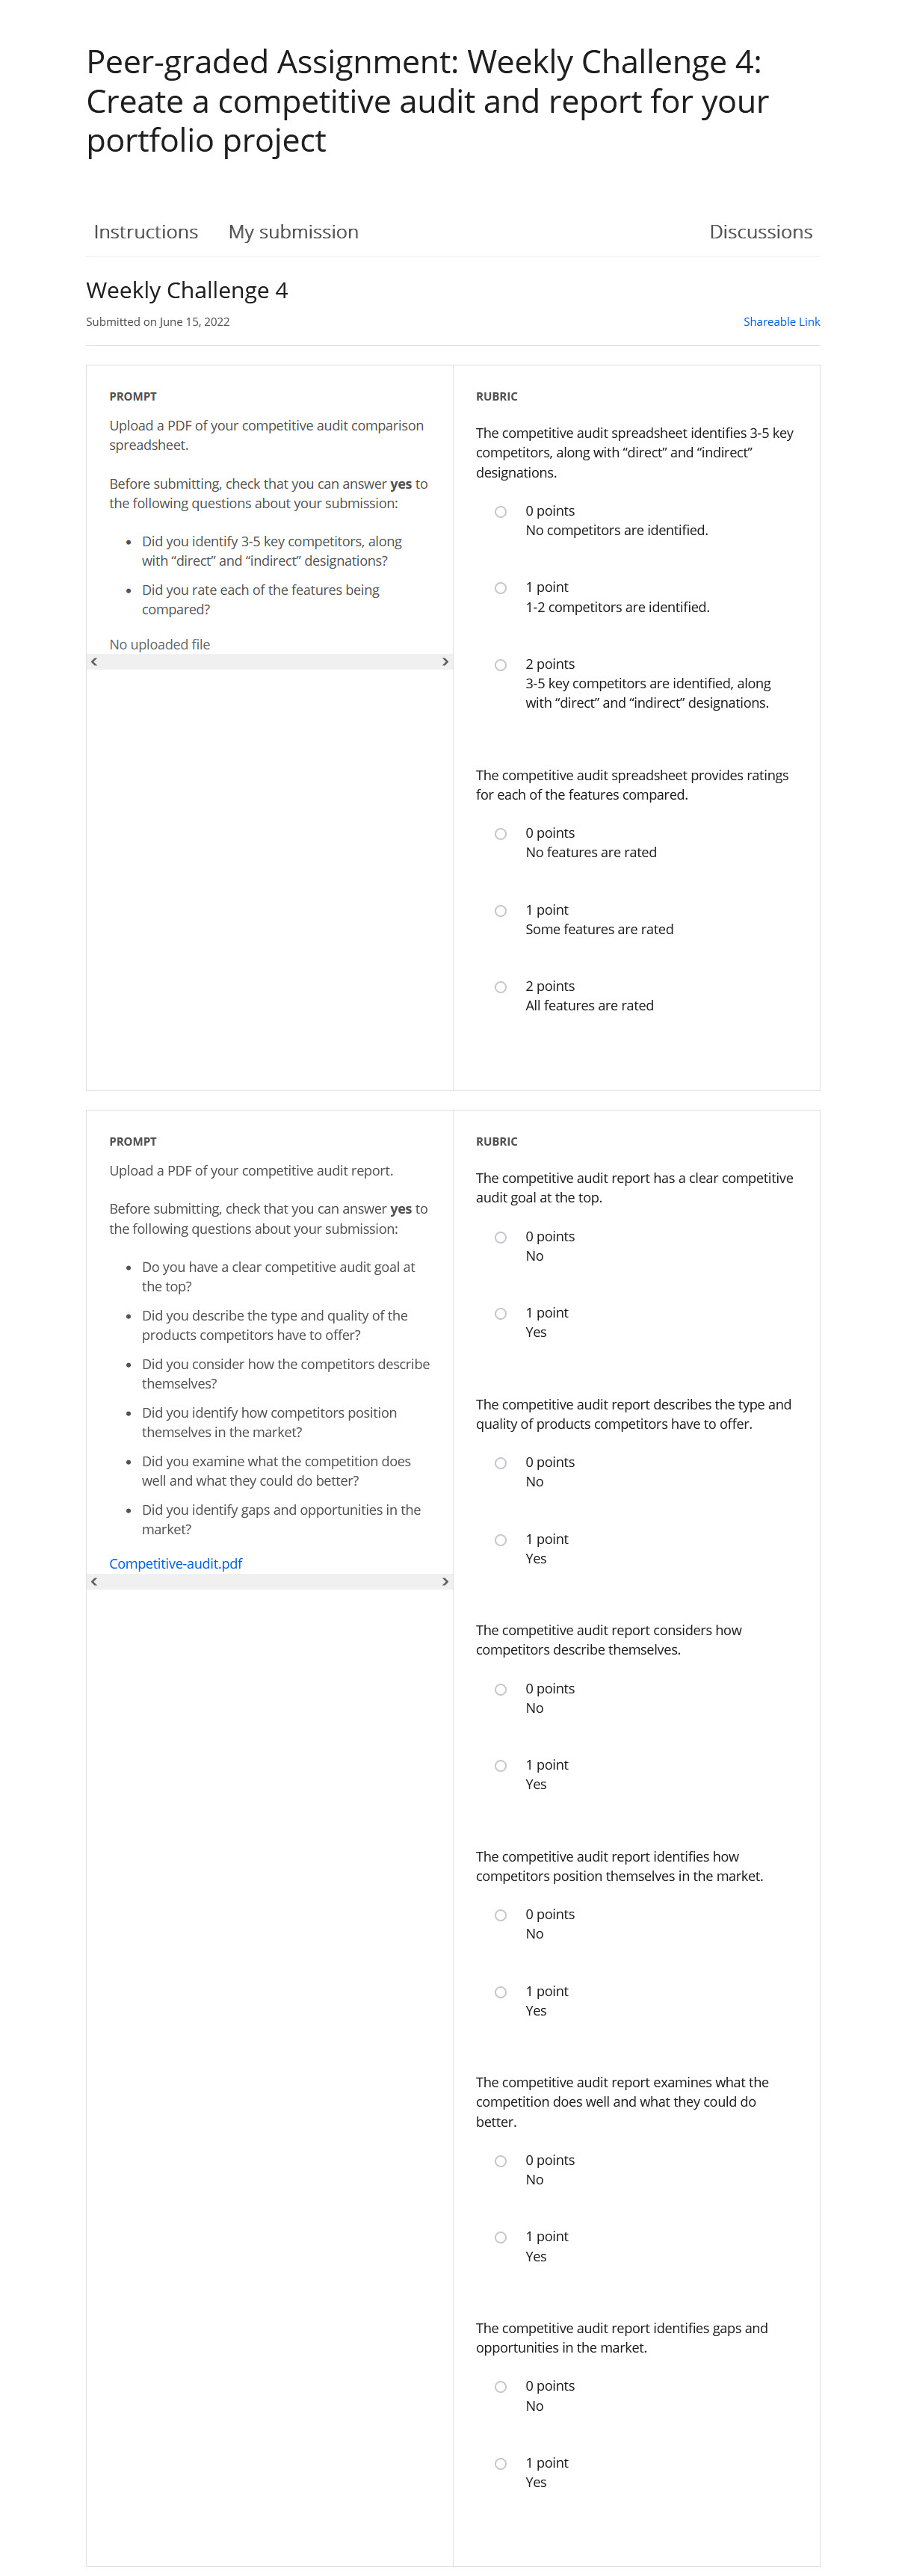 Peer-graded Assignment: Weekly Challenge 4:
Create a competitive audit and report for your
portfolio project
Instructions My submission Discussions
Weekly Challenge 4
Submitted on June 15, 2022 Shareable Link
PROMPT
Upload a PDF of your competitive audit comparison
spreadsheet.
Before submitting, check that you can answer yes to
the following questions about your submission:
• Did you identify 3-5 key competitors, along
with “direct” and “indirect” designations?
• Did you rate each of the features being
compared?
No uploaded file
RUBRIC
The competitive audit spreadsheet identifies 3-5 key
competitors, along with “direct” and “indirect”
designations.
0 points
No competitors are identified.
1 point
1-2 competitors are identified.
2 points
3-5 key competitors are identified, along
with “direct” and “indirect” designations.
The competitive audit spreadsheet provides ratings
for each of the features compared.
0 points
No features are rated
1 point
Some features are rated
2 points
All features are rated
PROMPT
Upload a PDF of your competitive audit report.
Before submitting, check that you can answer yes to
the following questions about your submission:
• Do you have a clear competitive audit goal at
the top?
• Did you describe the type and quality of the
products competitors have to offer?
• Did you consider how the competitors describe
themselves?
• Did you identify how competitors position
themselves in the market?
• Did you examine what the competition does
well and what they could do better?
• Did you identify gaps and opportunities in the
market?
Competitive-audit.pdf
RUBRIC
The competitive audit report has a clear competitive
audit goal at the top.
0 points
No
1 point
Yes
The competitive audit report describes the type and
quality of products competitors have to offer.
0 points
No
1 point
Yes
The competitive audit report considers how
competitors describe themselves.
0 points
No
1 point
Yes
The competitive audit report identifies how
competitors position themselves in the market.
0 points
No
1 point
Yes
The competitive audit report examines what the
competition does well and what they could do
better.
0 points
No
1 point
Yes
The competitive audit report identifies gaps and
opportunities in the market.
0 points
No
1 point
Yes